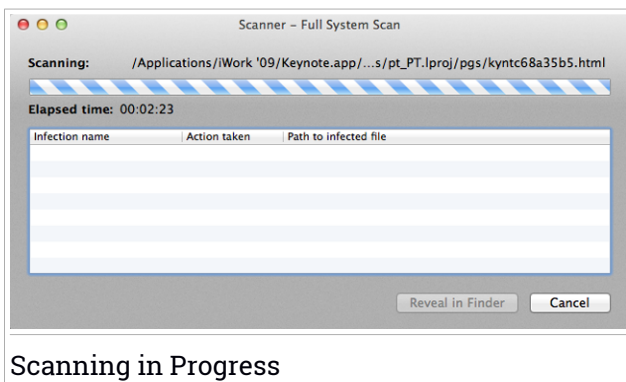 Scanner – Full System Scan
Scanning: /Applications/iWork '09/Keynote.app/...s/pt_PT.lproj/pgs/kyntc68a35b5.html
Elapsed time: 00:02:23
Infection name Action taken Path to infected file
Reveal in Finder Cancel
Scanning in Progress